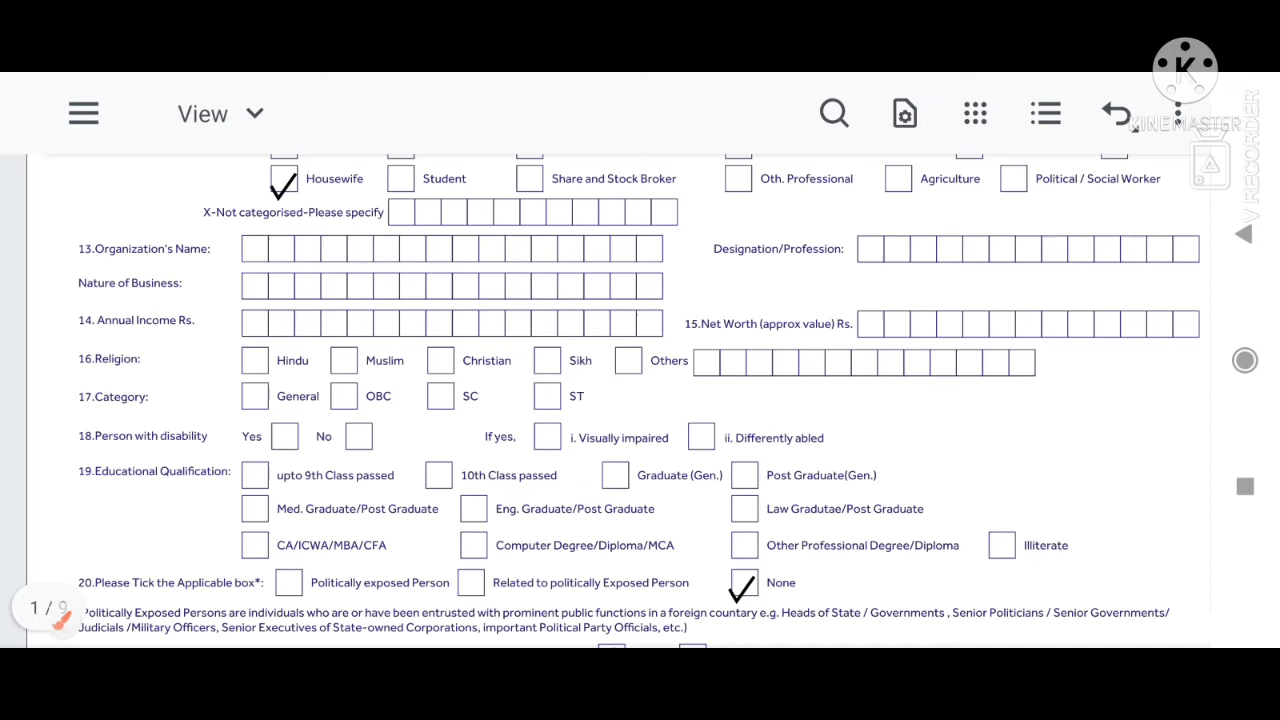 K
KINEMASTER
V RECORDER
View
Housewife Student Share and Stock Broker Oth. Professional Agriculture Political / Social Worker
X-Not categorised-Please specify
13.Organization's Name: Designation/Profession:
Nature of Business:
14. Annual Income Rs. 15.Net Worth (approx value) Rs.
16.Religion: Hindu Muslim Christian Sikh Others
17.Category: General OBC SC ST
18.Person with disability Yes No If yes, i. Visually impaired ii. Differently abled
19.Educational Qualification: upto 9th Class passed 10th Class passed Graduate (Gen.) Post Graduate(Gen.)
Med. Graduate/Post Graduate Eng. Graduate/Post Graduate Law Gradutae/Post Graduate
CA/ICWA/MBA/CFA Computer Degree/Diploma/MCA Other Professional Degree/Diploma Illiterate
20.Please Tick the Applicable box*: Politically exposed Person Related to politically Exposed Person None
1 / 9
Politically Exposed Persons are individuals who are or have been entrusted with prominent public functions in a foreign countary e.g. Heads of State / Governments , Senior Politicians / Senior Governments/
Judicials /Military Officers, Senior Executives of State-owned Corporations, important Political Party Officials, etc.)